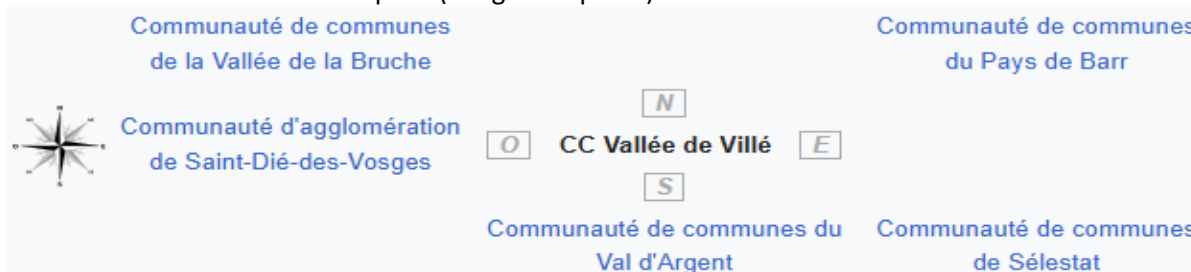 Communauté de communes
de la Vallée de la Bruche
Communauté de communes
du Pays de Barr
N
Communauté d'agglomération
de Saint-Dié-des-Vosges
O CC Vallée de Villé E
S
Communauté de communes du
Val d'Argent
Communauté de communes
de Sélestat